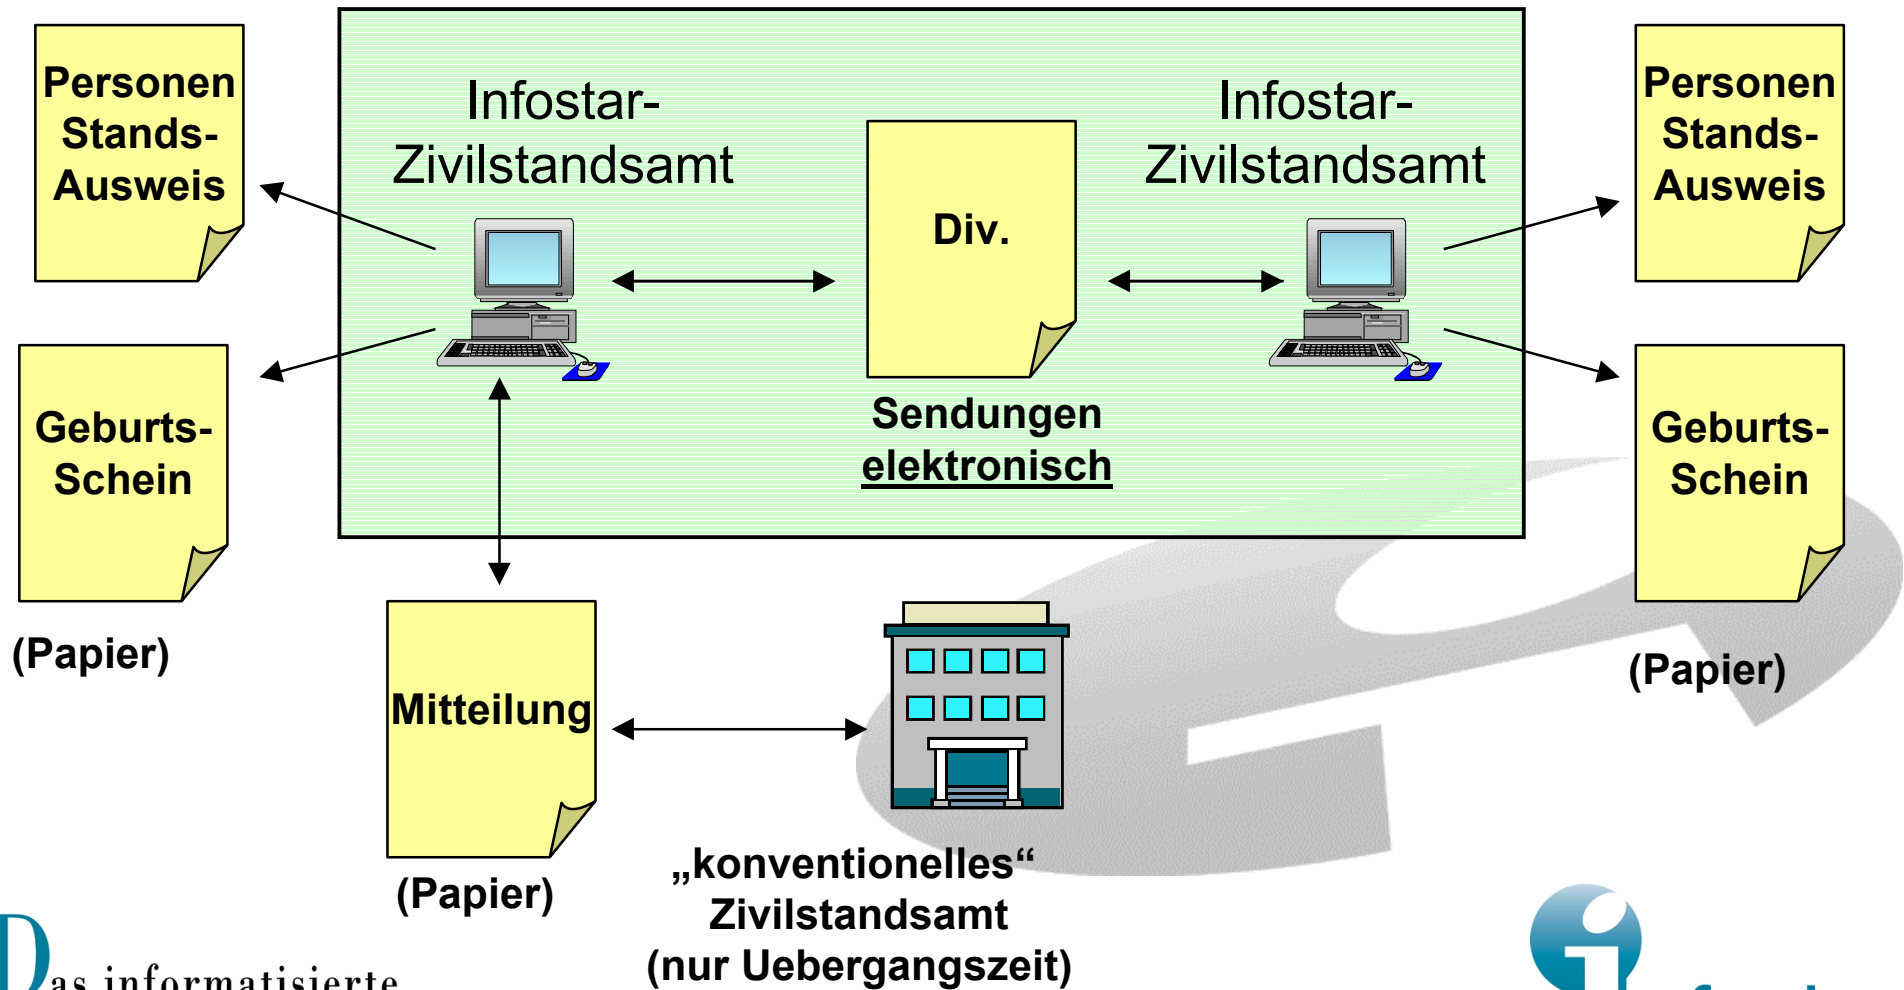 Personen
Stands-
Ausweis
Infostar-
Zivilstandsamt
Div.
Infostar-
Zivilstandsamt
Personen
Stands-
Ausweis
Geburts-
Schein
Sendungen
elektronisch
Geburts-
Schein
(Papier)
(Papier)
Mitteilung
(Papier)
„konventionelles“
Zivilstandsamt
(nur Uebergangszeit)
Das informatisierte